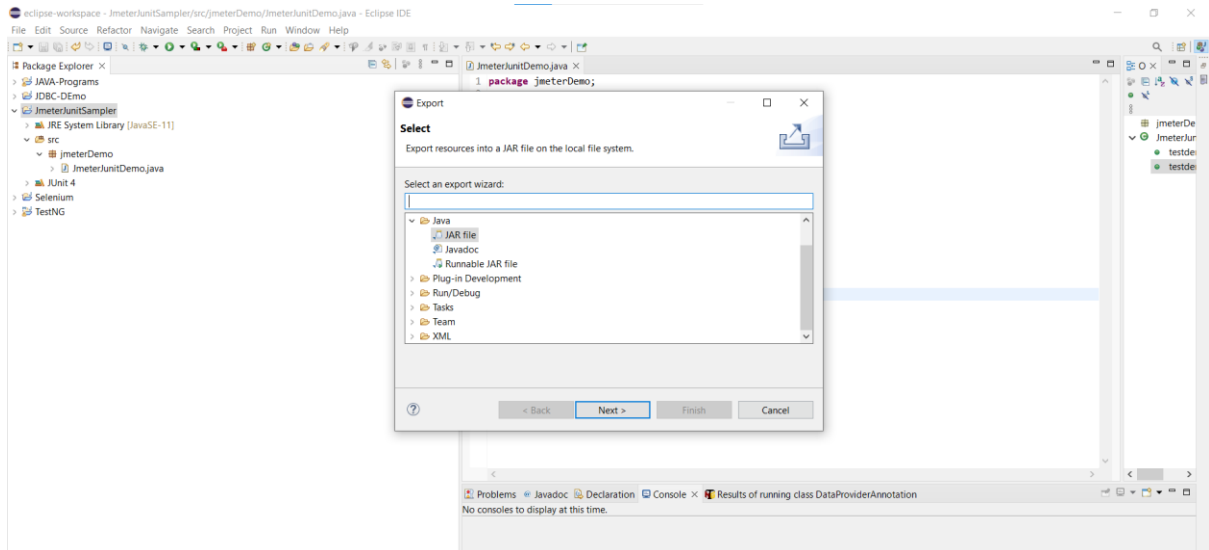 eclipse-workspace - JmeterJunitSampler/src/jmeterDemo/JmeterJunitDemo.java - Eclipse IDE
File Edit Source Refactor Navigate Search Project Run Window Help
Package Explorer
JAVA-Programs
JDBC-DEmo
JmeterJunitSampler
JRE System Library [JavaSE-11]
src
jmeterDemo
JmeterJunitDemo.java
JUnit 4
Selenium
TestNG
JmeterJunitDemo.java
1 package jmeterDemo;
Export
Select
Export resources into a JAR file on the local file system.
Select an export wizard:
Java
JAR file
Javadoc
Runnable JAR file
Plug-in Development
Run/Debug
Tasks
Team
XML
< Back Next > Finish Cancel
O
jmeterDe
JmeterJur
testde
testde
Problems Javadoc Declaration Console Results of running class DataProviderAnnotation
No consoles to display at this time.